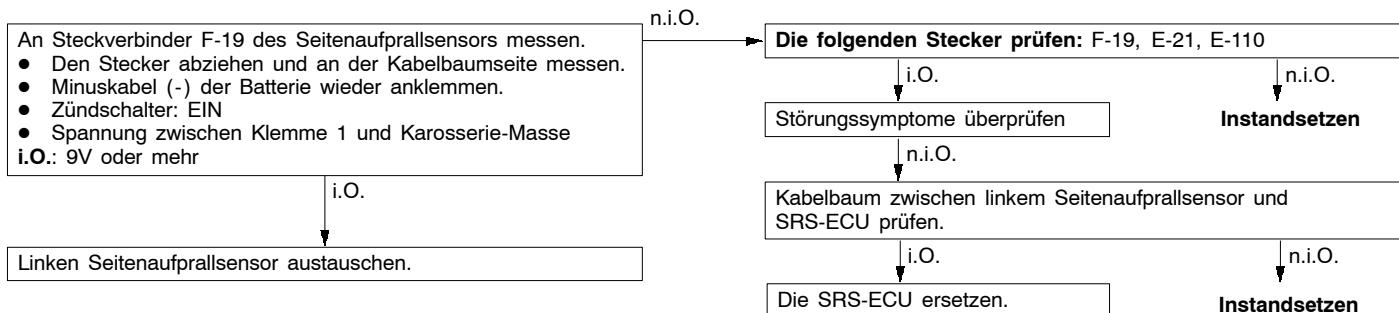 An Steckverbinder F-19 des Seitenaufprallsensors messen.
● Den Stecker abziehen und an der Kabelbaumseite messen.
● Minuskabel (-) der Batterie wieder anklemmen.
● Zündschalter: EIN
● Spannung zwischen Klemme 1 und Karosserie-Masse
i.O.: 9V oder mehr
i.O.
Linken Seitenaufprallsensor austauschen.
n.i.O.
Die folgenden Stecker prüfen: F-19, E-21, E-110
i.O.
n.i.O.
Störungssymptome überprüfen
Instandsetzen
n.i.O.
Kabelbaum zwischen linkem Seitenaufprallsensor und
SRS-ECU prüfen.
i.O.
n.i.O.
Die SRS-ECU ersetzen.
Instandsetzen